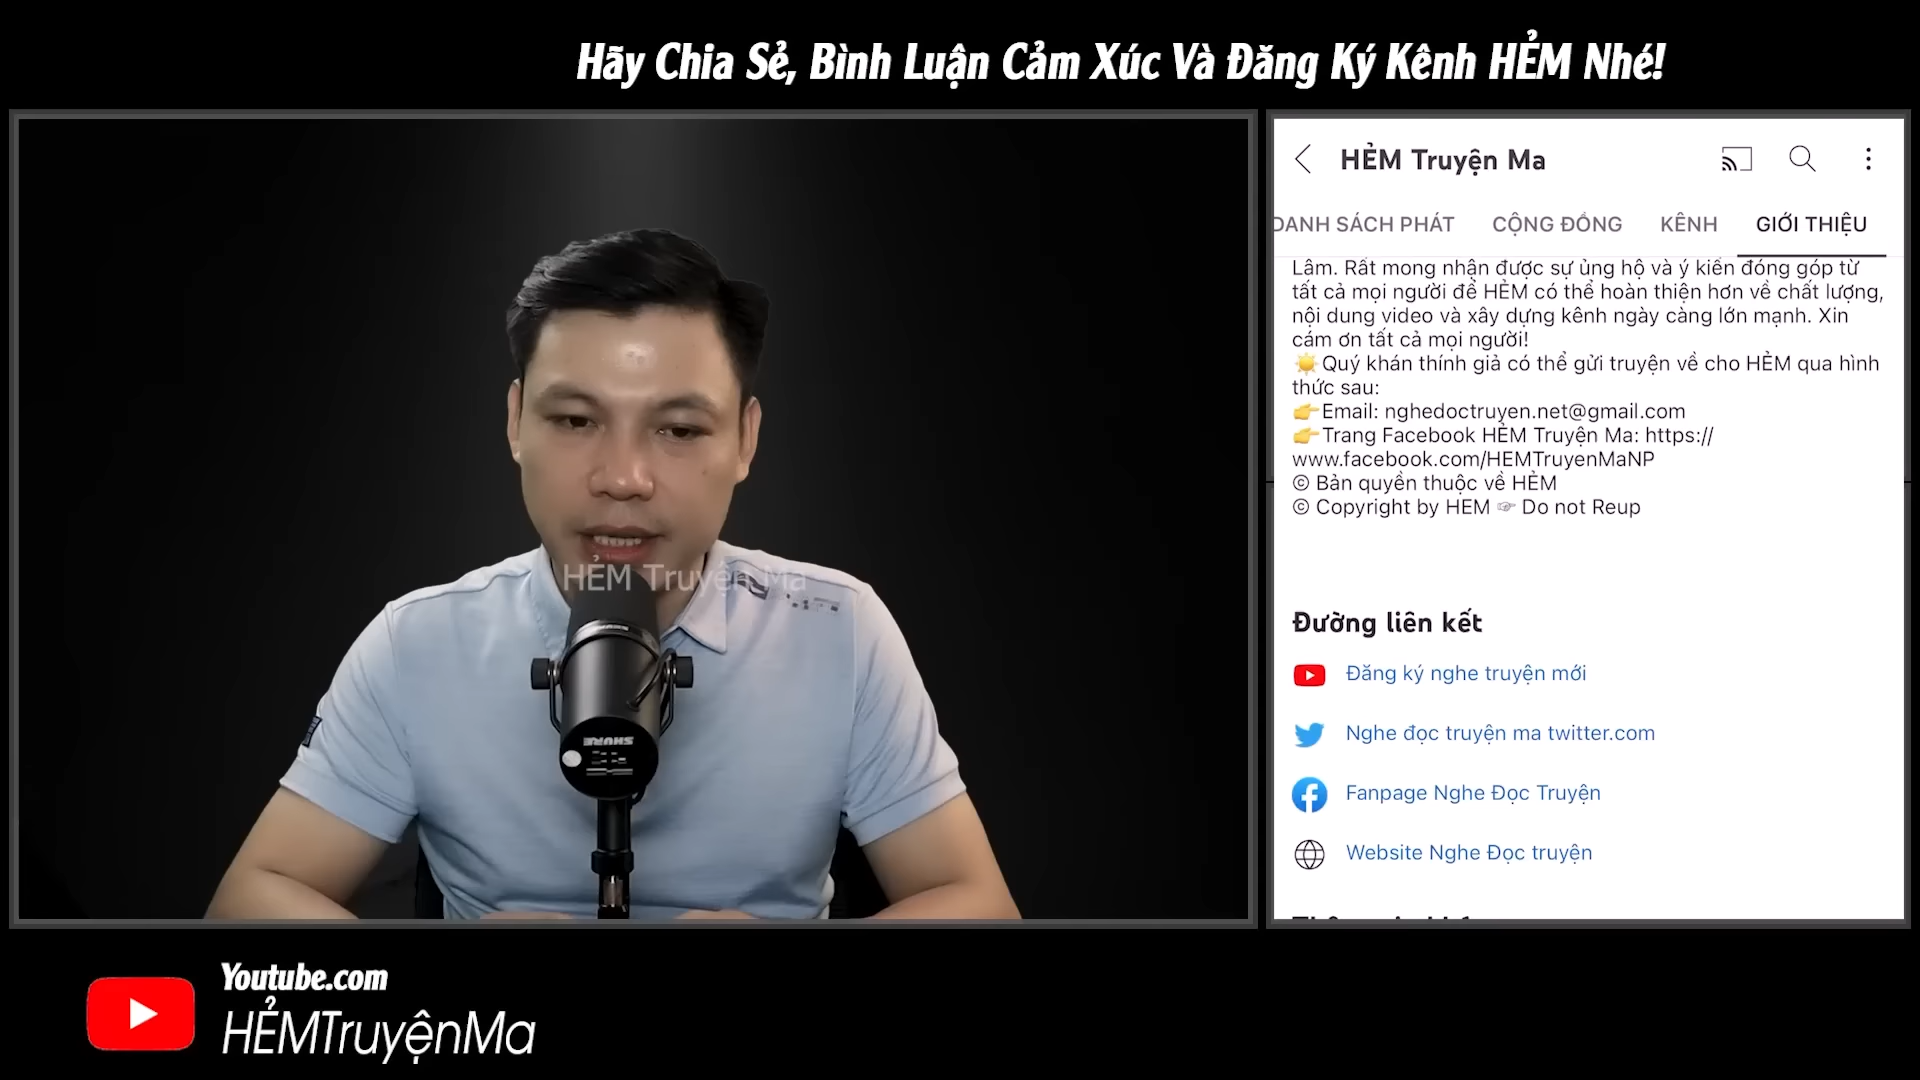 Hãy Chia Sẻ, Bình Luận Cảm Xúc Và Đăng Ký Kênh HẺM Nhé!
HẺM Truyện Ma
SHURE
HẺM Truyện Ma
DANH SÁCH PHÁT CỘNG ĐỒNG KÊNH GIỚI THIỆU
Lâm. Rất mong nhận được sự ủng hộ và ý kiến đóng góp từ
tất cả mọi người để HẺM có thể hoàn thiện hơn về chất lượng,
nội dung video và xây dựng kênh ngày càng lớn mạnh. Xin
cám ơn tất cả mọi người!
☀️Quý khán thính giả có thể gửi truyện về cho HẺM qua hình
thức sau:
👉Email: nghedoctruyen.net@gmail.com
👉Trang Facebook HẺM Truyện Ma: https://
www.facebook.com/HEMTruyenMaNP
© Bản quyền thuộc về HẺM
© Copyright by HEM ☞ Do not Reup
Đường liên kết
Đăng ký nghe truyện mới
Nghe đọc truyện ma twitter.com
Fanpage Nghe Đọc Truyện
Website Nghe Đọc truyện
Youtube.com
HẺMTruyệnMa